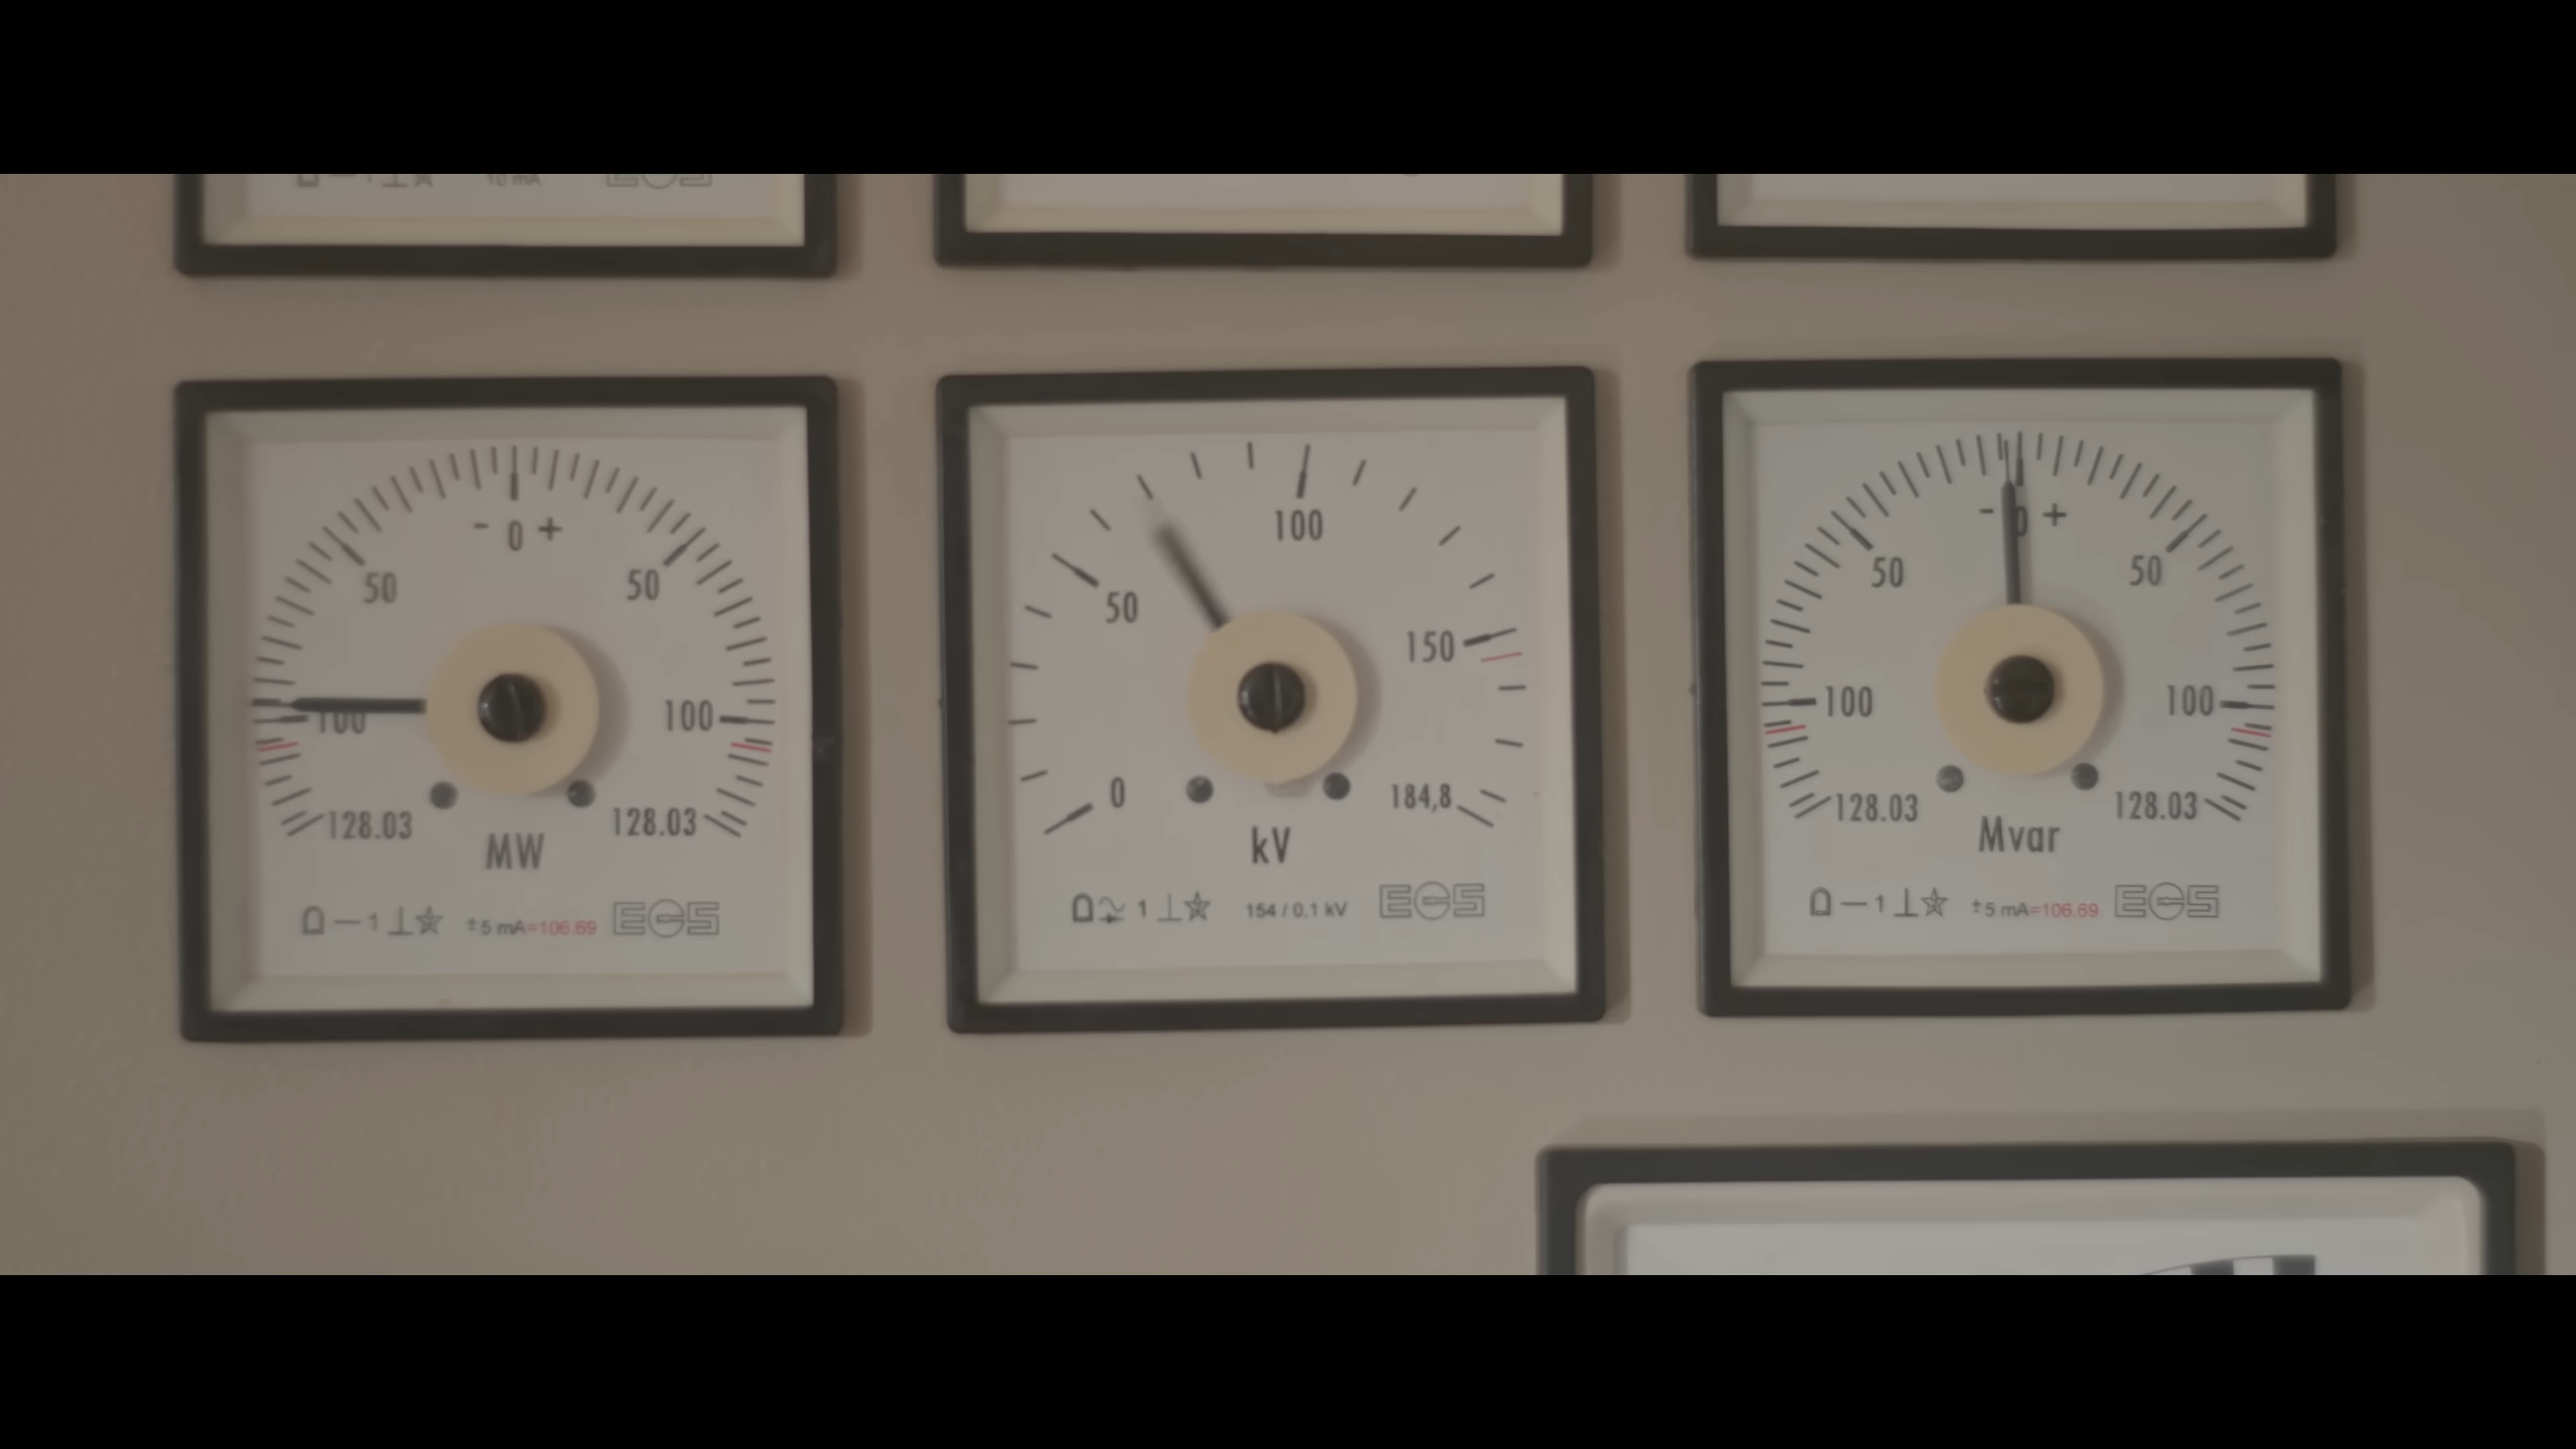 10 mA
- 0 +
50 50
100 100
128.03 128.03
MW
1 ±5 mA=106.69 ECS
100
50 150
0 184,8
kV
1 154 / 0,1 kV ECS
- 0 +
50 50
100 100
128.03 128.03
Mvar
1 ±5 mA=106.69 ECS